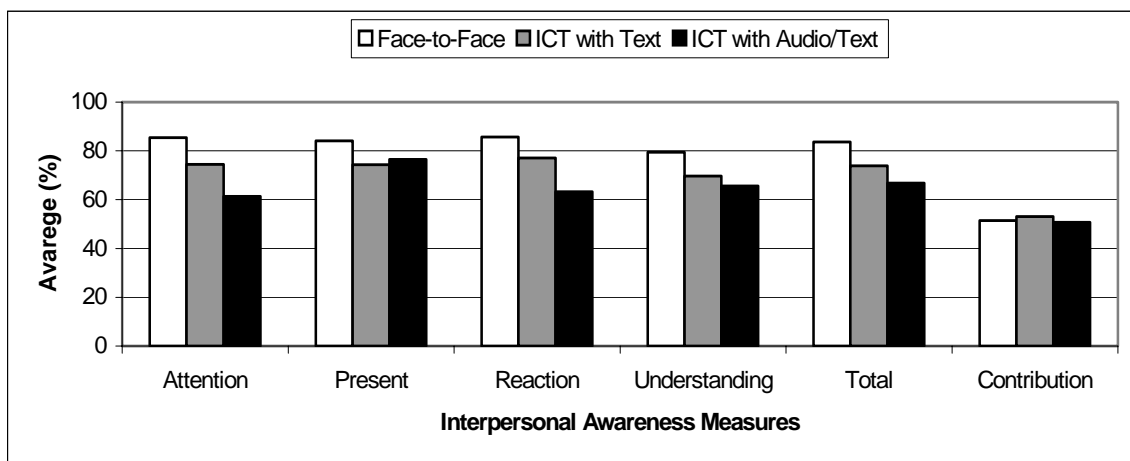 Face-to-Face ICT with Text ICT with Audio/Text
100
80
60
40
20
0
Avarege (%)
Attention Present Reaction Understanding Total Contribution
Interpersonal Awareness Measures